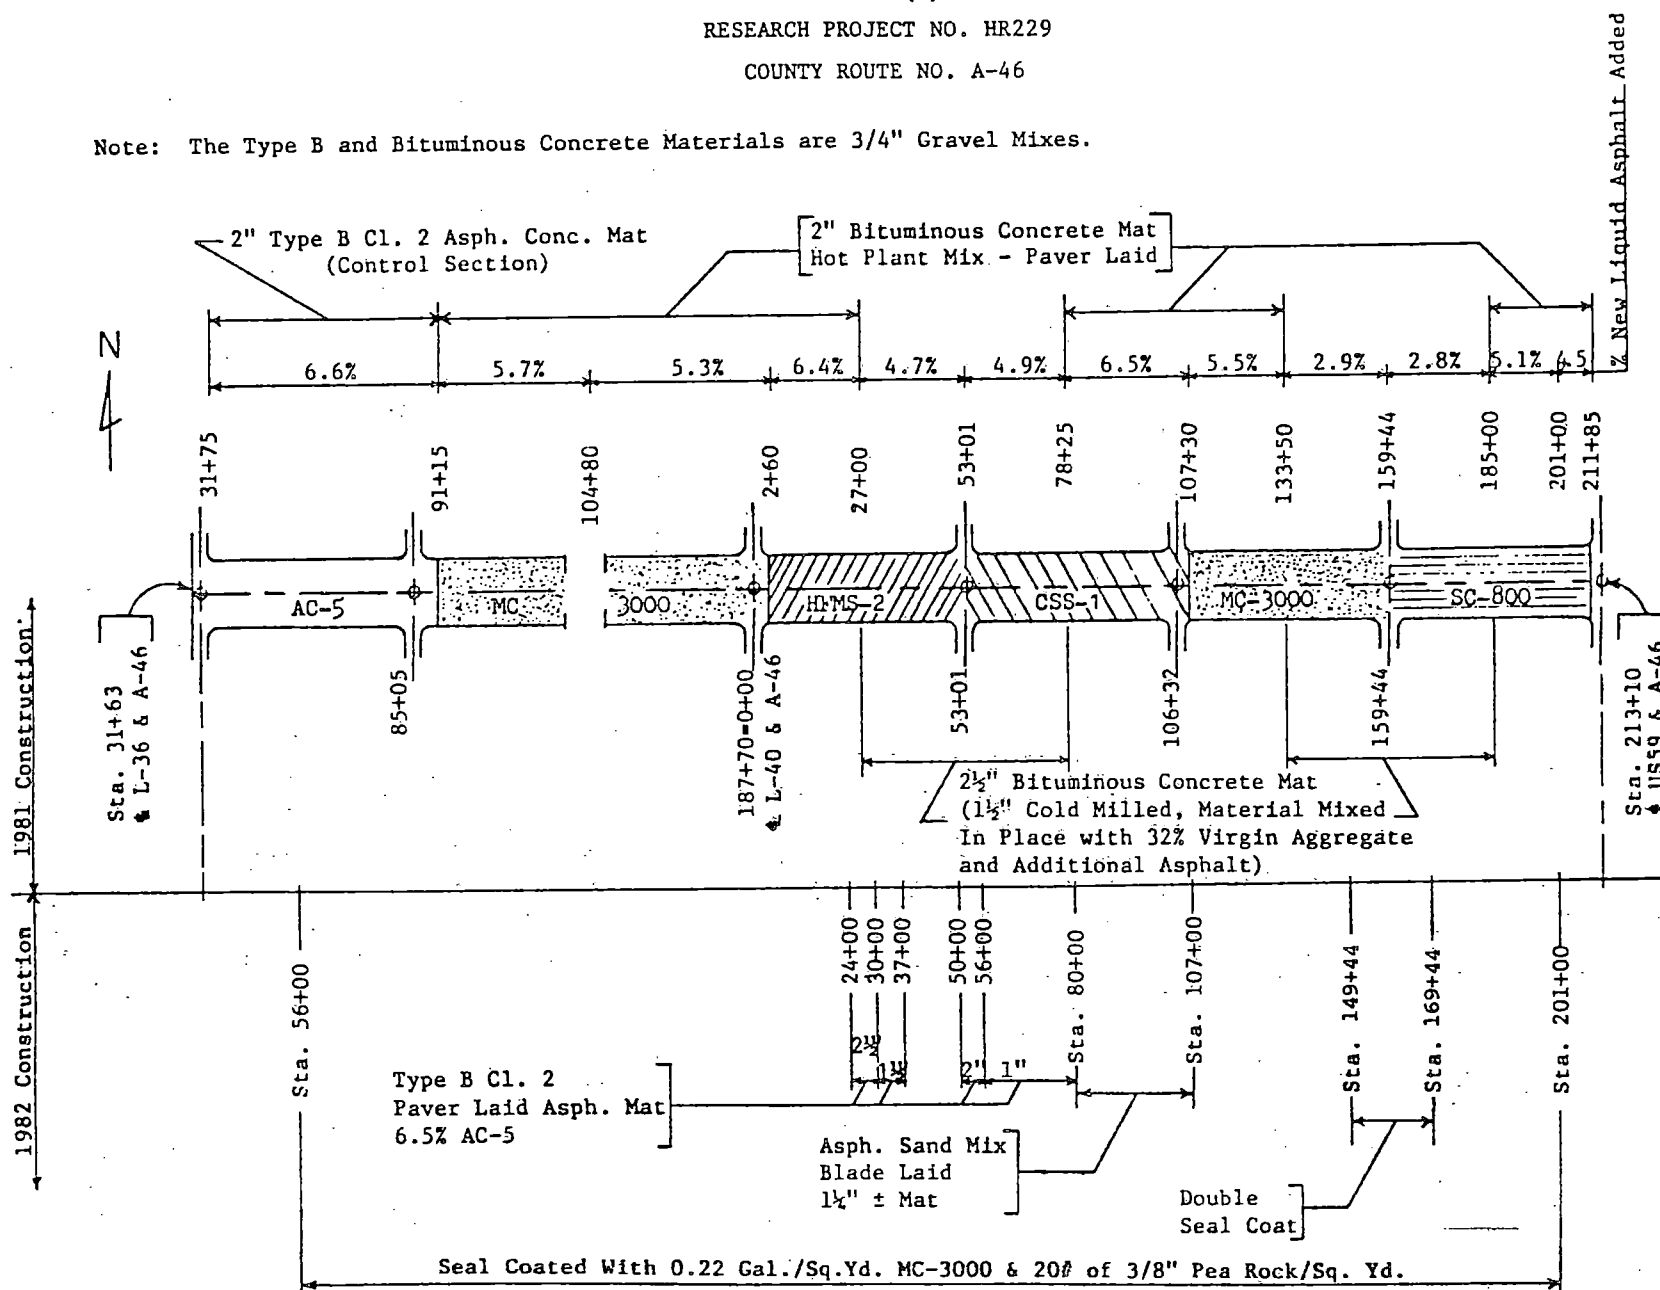 RESEARCH PROJECT NO. HR229
COUNTY ROUTE NO. A-46
Note: The Type B and Bituminous Concrete Materials are 3/4" Gravel Mixes.
% New Liquid Asphalt Added
2" Type B Cl. 2 Asph. Conc. Mat
(Control Section)
2" Bituminous Concrete Mat
Hot Plant Mix - Paver Laid
N
6.6% 5.7% 5.3% 6.4% 4.7% 4.9% 6.5% 5.5% 2.9% 2.8% 5.1% 4.5
31+75 91+15 104+80 2+60 27+00 53+01 78+25 107+30 133+50 159+44 185+00 201+00 211+85
AC-5 MC 3000 HFMS-2 CSS-1 MC-3000 SC-800
Sta. 31+63
℄ L-36 & A-46
85+05
187+70=0+00
℄ L-40 & A-46
53+01
106+32
159+44
Sta. 213+10
℄ US59 & A-46
2½" Bituminous Concrete Mat
(1½" Cold Milled, Material Mixed
In Place with 32% Virgin Aggregate
and Additional Asphalt)
1981 Construction
1982 Construction
Sta. 56+00
24+00
30+00
37+00
50+00
56+00
Sta. 80+00
Sta. 107+00
Sta. 149+44
Sta. 169+44
Sta. 201+00
2½"
2" 1"
Type B Cl. 2
Paver Laid Asph. Mat
6.5% AC-5
Asph. Sand Mix
Blade Laid
± Mat
Double
Seal Coat
Seal Coated With 0.22 Gal./Sq.Yd. MC-3000 & 20# of 3/8" Pea Rock/Sq. Yd.